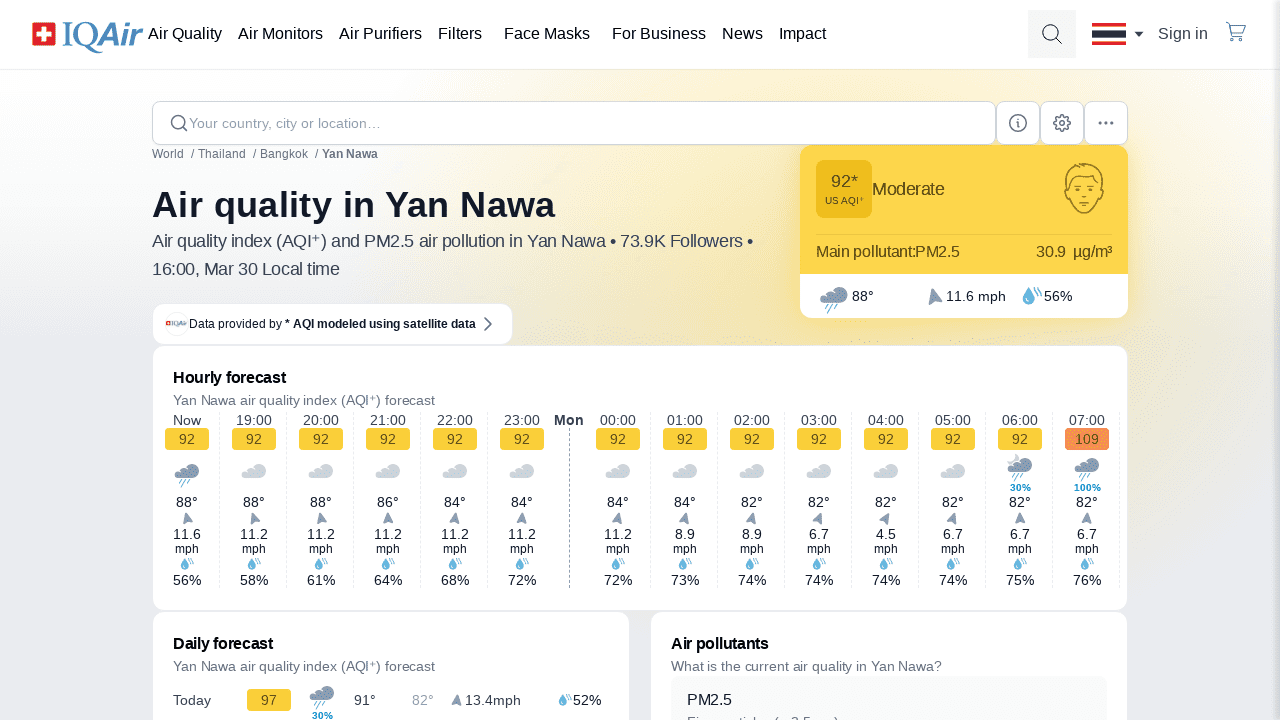 IQAir Air Quality Air Monitors Air Purifiers Filters Face Masks For Business News Impact Sign in
Your country, city or location…
World / Thailand / Bangkok / Yan Nawa
Air quality in Yan Nawa
Air quality index (AQI⁺) and PM2.5 air pollution in Yan Nawa • 73.9K Followers •
16:00, Mar 30 Local time
Data provided by * AQI modeled using satellite data
92*
US AQI⁺
Moderate
Main pollutant:PM2.5 30.9 µg/m³
88° 11.6 mph 56%
Hourly forecast
Yan Nawa air quality index (AQI⁺) forecast
Now 19:00 20:00 21:00 22:00 23:00 Mon 00:00 01:00 02:00 03:00 04:00 05:00 06:00 07:00
92 92 92 92 92 92 92 92 92 92 92 92 92 109
30% 100%
88° 88° 88° 86° 84° 84° 84° 84° 82° 82° 82° 82° 82° 82°
11.6 11.2 11.2 11.2 11.2 11.2 11.2 8.9 8.9 6.7 4.5 6.7 6.7 6.7
mph mph mph mph mph mph mph mph mph mph mph mph mph mph
56% 58% 61% 64% 68% 72% 72% 73% 74% 74% 74% 74% 75% 76%
Daily forecast
Yan Nawa air quality index (AQI⁺) forecast
Today 97 91° 82° 13.4mph 52%
30%
Air pollutants
What is the current air quality in Yan Nawa?
PM2.5